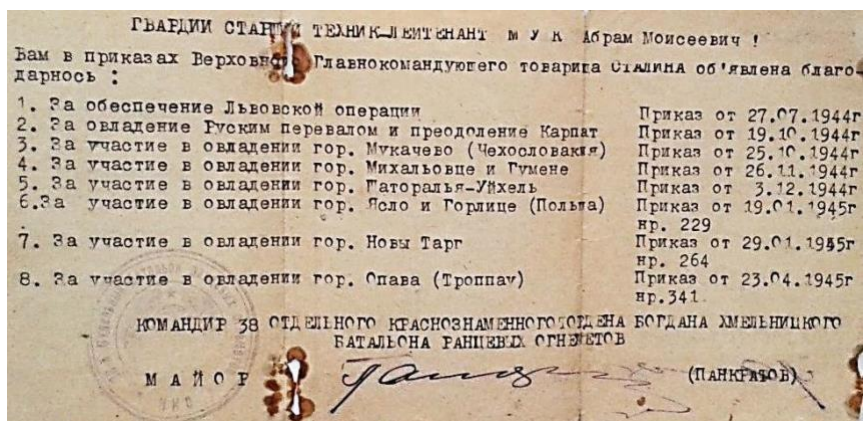 ГВАРДИИ СТАРШИЙ ТЕХНИК-ЛЕЙТЕНАНТ М У К Абрам Моисеевич !
Вам в приказах Верховного Главнокомандующего товарища СТАЛИНА об'явлена благо-
дарнось :
1. За обеспечение Львовской операции Приказ от 27.07.1944г
2. За овладение Руским перевалом и преодоление Карпат Приказ от 19.10.1944г
3. За участие в овладении гор. Мукачево (Чехословакия) Приказ от 25.10.1944г
4. За участие в овладении гор. Михальовце и Гумене Приказ от 26.11.1944г
5. За участие в овладении гор. Шаторалья-Уйхель Приказ от 3.12.1944г
6.За участие в овладении гор. Ясло и Горлице (Польша) Приказ от 19.01.1945г
нр. 229
7. За участие в овладении гор. Новы Тарг Приказ от 29.01.1945г
нр. 264
8. За участие в овладении гор. Опава (Троппау) Приказ от 23.04.1945г
нр.341
КОМАНДИР 38 ОТДЕЛЬНОГО КРАСНОЗНАМЕННОГО ОРДЕНА БОГДАНА ХМЕЛЬНИЦКОГО
БАТАЛЬОНА РАНЦЕВЫХ ОГНЕМЕТОВ
М А Й О Р (ПАНКРАТОВ)